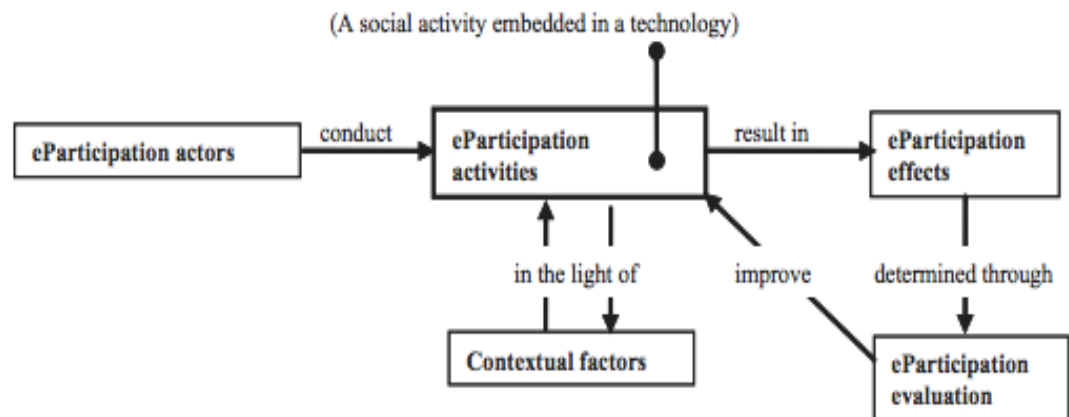 (A social activity embedded in a technology)
eParticipation actors
conduct
eParticipation
activities
result in
eParticipation
effects
in the light of
improve
determined through
Contextual factors
eParticipation
evaluation